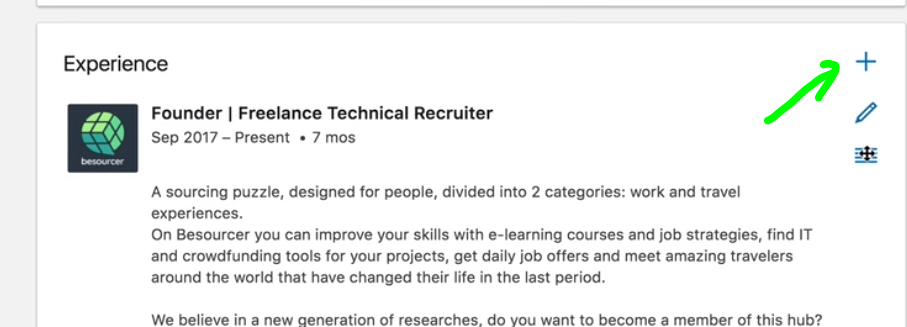 Experience
Founder | Freelance Technical Recruiter
Sep 2017 – Present • 7 mos
besourcer
A sourcing puzzle, designed for people, divided into 2 categories: work and travel
experiences.
On Besourcer you can improve your skills with e-learning courses and job strategies, find IT
and crowdfunding tools for your projects, get daily job offers and meet amazing travelers
around the world that have changed their life in the last period.
We believe in a new generation of researches, do you want to become a member of this hub?